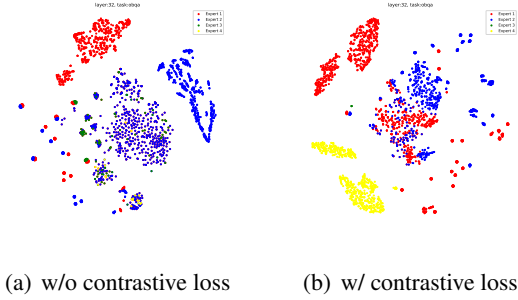 layer:32, task:obqa
Expert 1
Expert 2
Expert 3
Expert 4
layer:32, task:obqa
Expert 1
Expert 2
Expert 3
Expert 4
(a) w/o contrastive loss
(b) w/ contrastive loss